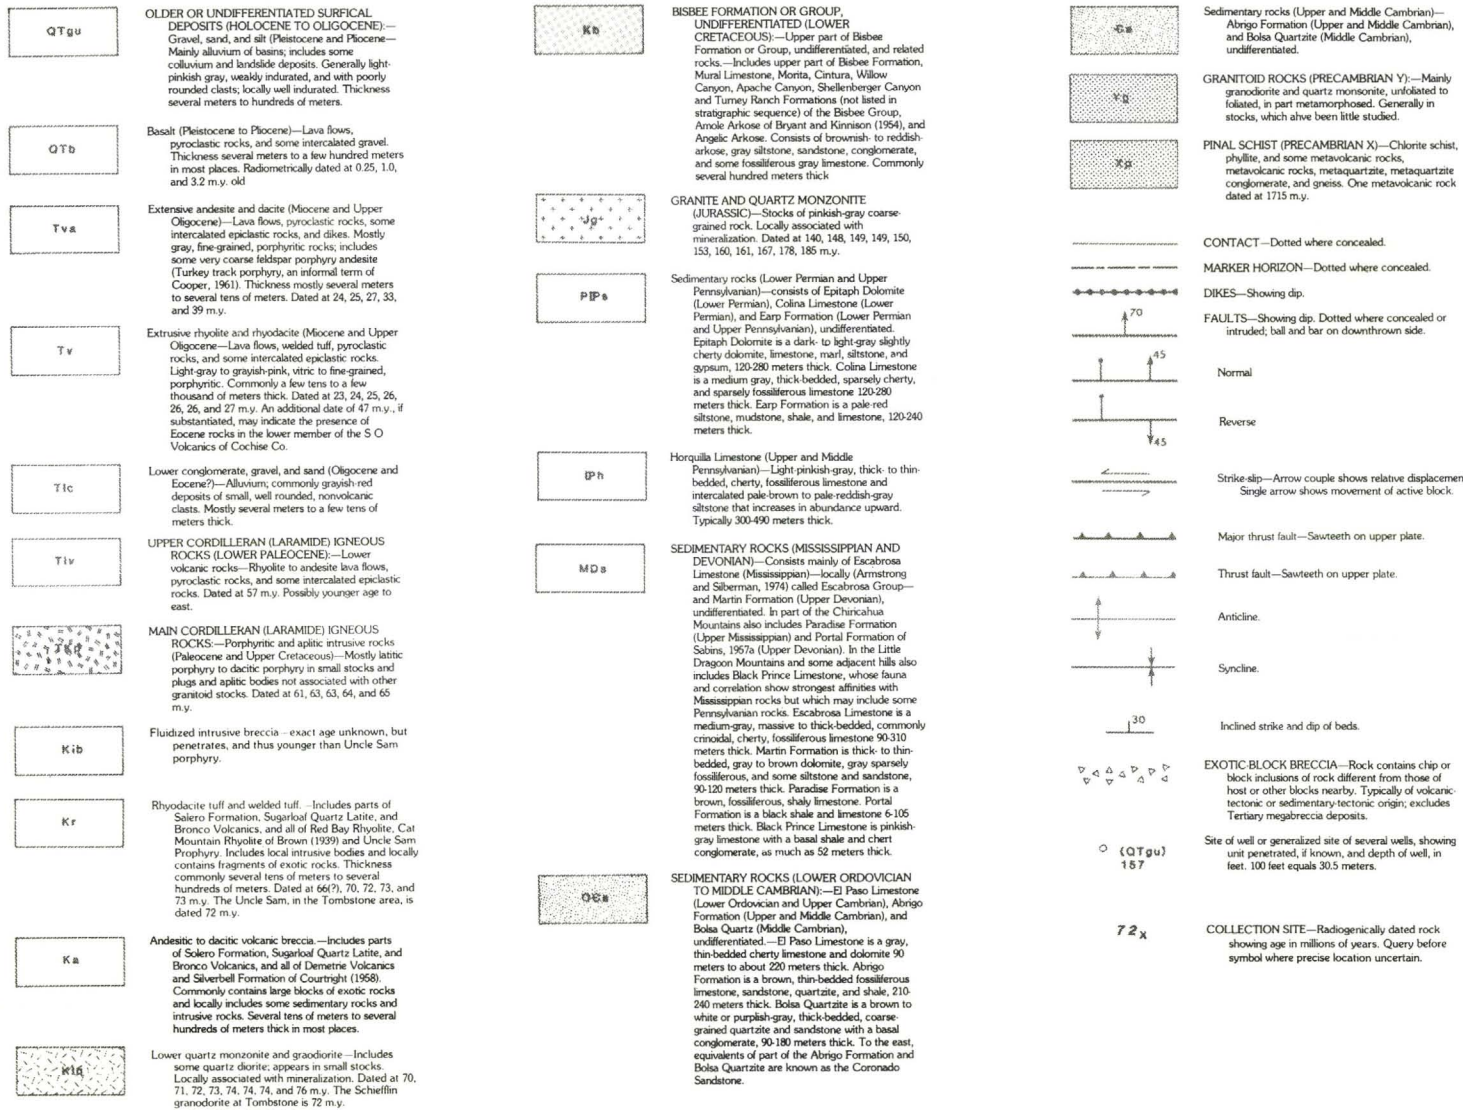 QTgu
OLDER OR UNDIFFERENTIATED SURFICAL
DEPOSITS (HOLOCENE TO OLIGOCENE):—
Gravel, sand, and silt (Pleistocene and Pliocene—
Mainly alluvium of basins; includes some
colluvium and landslide deposits. Generally light-
pinkish gray, weakly indurated, and with poorly
rounded clasts; locally well indurated. Thickness
several meters to hundreds of meters.
QTb
Basalt (Pleistocene to Pliocene)—Lava flows,
pyroclastic rocks, and some intercalated gravel.
Thickness several meters to a few hundred meters
in most places. Radiometrically dated at 0.25, 1.0,
and 3.2 m.y. old
Tva
Extensive andesite and dacite (Miocene and Upper
Oligocene)—Lava flows, pyroclastic rocks, some
intercalated epiclastic rocks, and dikes. Mostly
gray, fine-grained, porphyritic rocks; includes
some very coarse feldspar porphyry andesite
(Turkey track porphyry, an informal term of
Cooper, 1961). Thickness mostly several meters
to several tens of meters. Dated at 24, 25, 27, 33,
and 39 m.y.
Tv
Extrusive rhyolite and rhyodacite (Miocene and Upper
Oligocene—Lava flows, welded tuff, pyroclastic
rocks, and some intercalated epiclastic rocks.
Light-gray to grayish-pink, vitric to fine-grained,
porphyritic. Commonly a few tens to a few
thousand of meters thick. Dated at 23, 24, 25, 26,
26, 26, and 27 m.y. An additional date of 47 m.y., if
substantiated, may indicate the presence of
Eocene rocks in the lower member of the S O
Volcanics of Cochise Co.
Tlc
Lower conglomerate, gravel, and sand (Oligocene and
Eocene?)—Alluvium; commonly grayish-red
deposits of small, well rounded, nonvolcanic
clasts. Mostly several meters to a few tens of
meters thick.
Tlv
UPPER CORDILLERAN (LARAMIDE) IGNEOUS
ROCKS (LOWER PALEOCENE):—Lower
volcanic rocks—Rhyolite to andesite lava flows,
pyroclastic rocks, and some intercalated epiclastic
rocks. Dated at 57 m.y. Possibly younger age to
east.
MAIN CORDILLERAN (LARAMIDE) IGNEOUS
ROCKS:—Porphyritic and aplitic intrusive rocks
(Paleocene and Upper Cretaceous)—Mostly latitic
porphyry to dacitic porphyry in small stocks and
plugs and aplitic bodies not associated with other
granitoid stocks. Dated at 61, 63, 63, 64, and 65
m.y.
Kib
Fluidized intrusive breccia – exact age unknown, but
penetrates, and thus younger than Uncle Sam
porphyry.
Kr
Rhyodacite tuff and welded tuff. –Includes parts of
Salero Formation, Sugarloaf Quartz Latite, and
Bronco Volcanics, and all of Red Bay Rhyolite, Cat
Mountain Rhyolite of Brown (1939) and Uncle Sam
Prophyry. Includes local intrusive bodies and locally
contains fragments of exotic rocks. Thickness
commonly several tens of meters to several
hundreds of meters. Dated at 66(?), 70, 72, 73, and
73 m.y. The Uncle Sam, in the Tombstone area, is
dated 72 m.y.
Ka
Andesitic to dacitic volcanic breccia.—Includes parts
of Solero Formation, Sugarloaf Quartz Latite, and
Bronco Volcanics, and all of Demetrie Volcanics
and Silverbell Formation of Courtright (1958).
Commonly contains large blocks of exotic rocks
and locally includes some sedimentary rocks and
intrusive rocks. Several tens of meters to several
hundreds of meters thick in most places.
Lower quartz monzonite and graodiorite—Includes
some quartz diorite; appears in small stocks.
Locally associated with mineralization. Dated at 70,
71, 72, 73, 74, 74, 74, and 76 m.y. The Schiefflin
granodorite at Tombstone is 72 m.y.
Kb
BISBEE FORMATION OR GROUP,
UNDIFFERENTIATED (LOWER
CRETACEOUS):—Upper part of Bisbee
Formation or Group, undifferentiated, and related
rocks.—Includes upper part of Bisbee Formation,
Mural Limestone, Morita, Cintura, Willow
Canyon, Apache Canyon, Shellenberger Canyon
and Turney Ranch Formations (not listed in
stratigraphic sequence) of the Bisbee Group,
Amole Arkose of Bryant and Kinnison (1954), and
Angelic Arkose. Consists of brownish- to reddish-
arkose, gray siltstone, sandstone, conglomerate,
and some fossiliferous gray limestone. Commonly
several hundred meters thick
Jg
GRANITE AND QUARTZ MONZONITE
(JURASSIC)—Stocks of pinkish-gray coarse-
grained rock. Locally associated with
mineralization. Dated at 140, 148, 149, 149, 150,
153, 160, 161, 167, 178, 185 m.y.
PIPs
Sedimentary rocks (Lower Permian and Upper
Pennsylvanian)—consists of Epitaph Dolomite
(Lower Permian), Colina Limestone (Lower
Permian), and Earp Formation (Lower Permian
and Upper Pennsylvanian), undifferentiated.
Epitaph Dolomite is a dark- to light-gray slightly
cherty dolomite, limestone, marl, siltstone, and
gypsum, 120-280 meters thick. Colina Limestone
is a medium gray, thick-bedded, sparsely cherty,
and sparsely fossiliferous limestone 120-280
meters thick. Earp Formation is a pale-red
siltstone, mudstone, shale, and limestone, 120-240
meters thick.
IPh
Horquilla Limestone (Upper and Middle
Pennsylvanian)—Light-pinkish-gray, thick- to thin-
bedded, cherty, fossiliferous limestone and
intercalated pale-brown to pale-reddish-gray
siltstone that increases in abundance upward.
Typically 300-490 meters thick.
MDs
SEDIMENTARY ROCKS (MISSISSIPPIAN AND
DEVONIAN)—Consists mainly of Escabrosa
Limestone (Mississippian)—locally (Armstrong
and Silberman, 1974) called Escabrosa Group—
and Martin Formation (Upper Devonian),
undifferentiated. In part of the Chiricahua
Mountains also includes Paradise Formation
(Upper Mississippian) and Portal Formation of
Sabins, 1957a (Upper Devonian). In the Little
Dragoon Mountains and some adjacent hills also
includes Black Prince Limestone, whose fauna
and correlation show strongest affinities with
Mississippian rocks but which may include some
Pennsylvanian rocks. Escabrosa Limestone is a
medium-gray, massive to thick-bedded, commonly
crinoidal, cherty, fossiliferous limestone 90-310
meters thick. Martin Formation is thick- to thin-
bedded, gray to brown dolomite, gray sparsely
fossiliferous, and some siltstone and sandstone,
90-120 meters thick. Paradise Formation is a
brown, fossiliferous, shaly limestone. Portal
Formation is a black shale and limestone 6-105
meters thick. Black Prince Limestone is pinkish-
gray limestone with a basal shale and chert
conglomerate, as much as 52 meters thick.
OЄs
SEDIMENTARY ROCKS (LOWER ORDOVICIAN
TO MIDDLE CAMBRIAN):—El Paso Limestone
(Lower Ordovician and Upper Cambrian), Abrigo
Formation (Upper and Middle Cambrian), and
Bolsa Quartz (Middle Cambrian),
undifferentiated.—El Paso Limestone is a gray,
thin-bedded cherty limestone and dolomite 90
meters to about 220 meters thick. Abrigo
Formation is a brown, thin-bedded fossiliferous
limestone, sandstone, quartzite, and shale, 210-
240 meters thick. Bolsa Quartzite is a brown to
white or purplish-gray, thick-bedded, coarse-
grained quartzite and sandstone with a basal
conglomerate, 90-180 meters thick. To the east,
equivalents of part of the Abrigo Formation and
Bolsa Quartzite are known as the Coronado
Sandstone.
Єs
Sedimentary rocks (Upper and Middle Cambrian)—
Abrigo Formation (Upper and Middle Cambrian),
and Bolsa Quartzite (Middle Cambrian),
undifferentiated.
Yg
GRANITOID ROCKS (PRECAMBRIAN Y):—Mainly
granodiorite and quartz monsonite, unfoliated to
foliated, in part metamorphosed. Generally in
stocks, which ahve been little studied.
Xp
PINAL SCHIST (PRECAMBRIAN X)—Chlorite schist,
phyllite, and some metavolcanic rocks,
metavolcanic rocks, metaquartzite, metaquartzite
conglomerate, and gneiss. One metavolcanic rock
dated at 1715 m.y.
CONTACT—Dotted where concealed.
MARKER HORIZON—Dotted where concealed.
DIKES—Showing dip.
70
FAULTS—Showing dip. Dotted where concealed or
intruded; ball and bar on downthrown side.
45
Normal
Reverse
45
Strike-slip—Arrow couple shows relative displacemen
Single arrow shows movement of active block.
Major thrust fault—Sawteeth on upper plate.
Thrust fault—Sawteeth on upper plate.
Anticline.
Syncline.
30
Inclined strike and dip of beds.
EXOTIC-BLOCK BRECCIA—Rock contains chip or
block inclusions of rock different from those of
host or other blocks nearby. Typically of volcanic-
tectonic or sedimentary-tectonic origin; excludes
Tertiary megabreccia deposits.
(QTgu)
157
Site of well or generalized site of several wells, showing
unit penetrated, if known, and depth of well, in
feet. 100 feet equals 30.5 meters.
72x
COLLECTION SITE—Radiogenically dated rock
showing age in millions of years. Query before
symbol where precise location uncertain.